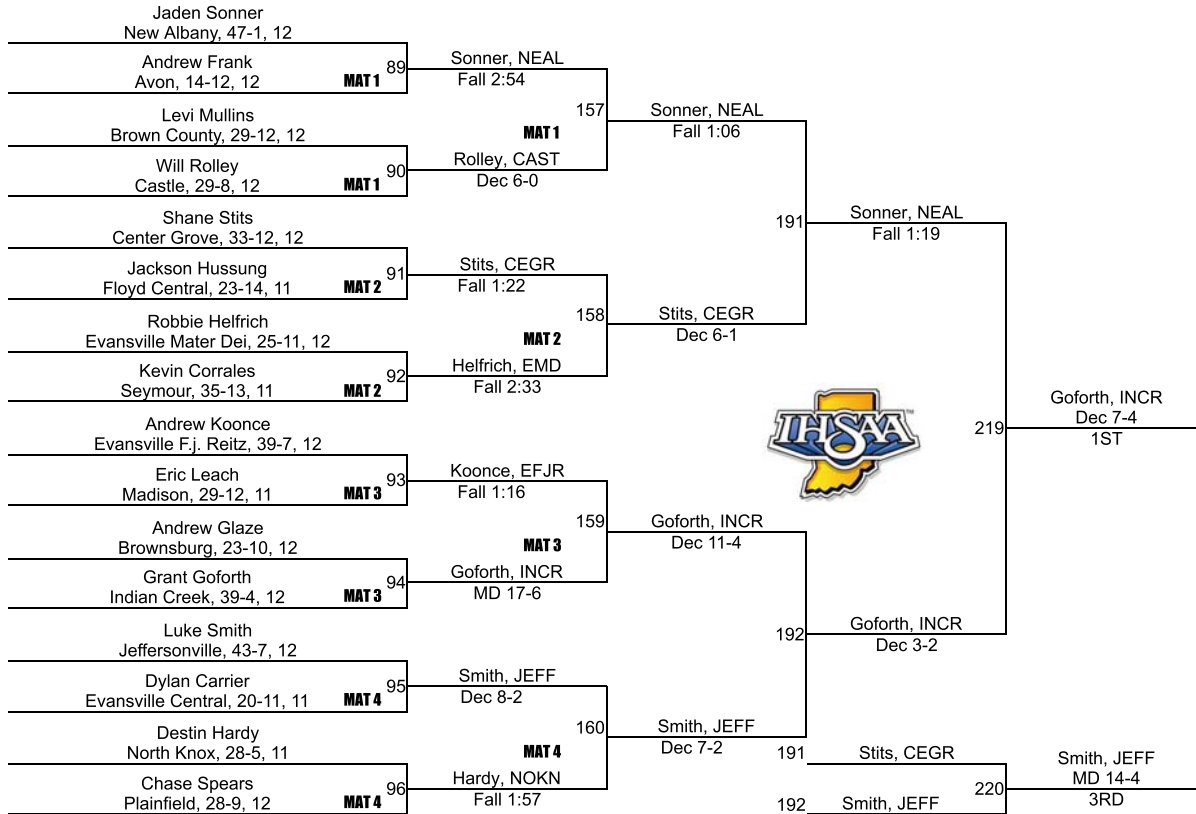 Jaden Sonner
New Albany, 47-1, 12
Andrew Frank
Avon, 14-12, 12
MAT 1
89
Levi Mullins
Brown County, 29-12, 12
Will Rolley
Castle, 29-8, 12
MAT 1
90
Shane Stits
Center Grove, 33-12, 12
Jackson Hussung
Floyd Central, 23-14, 11
MAT 2
91
Robbie Helfrich
Evansville Mater Dei, 25-11, 12
Kevin Corrales
Seymour, 35-13, 11
MAT 2
92
Andrew Koonce
Evansville F.j. Reitz, 39-7, 12
Eric Leach
Madison, 29-12, 11
MAT 3
93
Andrew Glaze
Brownsburg, 23-10, 12
Grant Goforth
Indian Creek, 39-4, 12
MAT 3
94
Luke Smith
Jeffersonville, 43-7, 12
Dylan Carrier
Evansville Central, 20-11, 11
MAT 4
95
Destin Hardy
North Knox, 28-5, 11
Chase Spears
Plainfield, 28-9, 12
MAT 4
96
Sonner, NEAL
Fall 2:54
157
MAT 1
Rolley, CAST
Dec 6-0
Stits, CEGR
Fall 1:22
158
MAT 2
Helfrich, EMD
Fall 2:33
Koonce, EFJR
Fall 1:16
159
MAT 3
Goforth, INCR
MD 17-6
Smith, JEFF
Dec 8-2
160
MAT 4
Hardy, NOKN
Fall 1:57
Sonner, NEAL
Fall 1:06
191
Stits, CEGR
Dec 6-1
Goforth, INCR
Dec 11-4
192
Smith, JEFF
Dec 7-2
Sonner, NEAL
Fall 1:19
IHSAA™
219
Goforth, INCR
Dec 3-2
Goforth, INCR
Dec 7-4
1ST
191
Stits, CEGR
192
Smith, JEFF
220
Smith, JEFF
MD 14-4
3RD